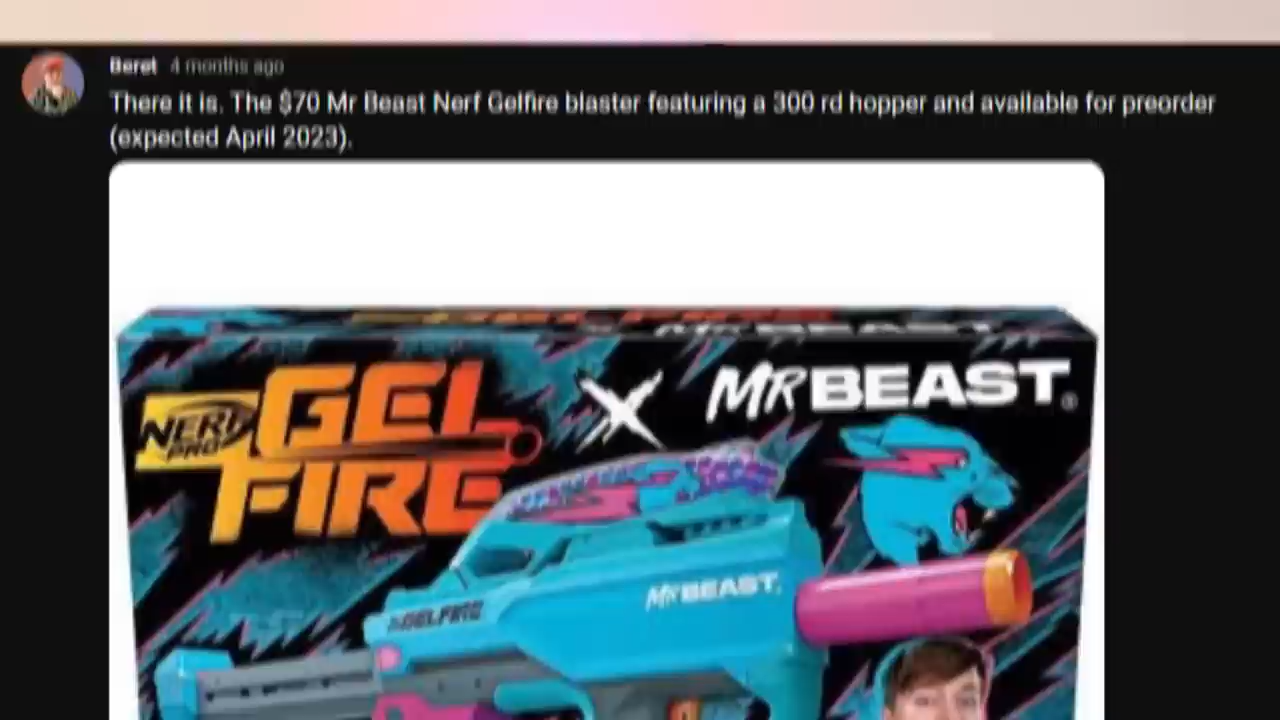 Beret 4 months ago
There it is. The $70 Mr Beast Nerf Gelfire blaster featuring a 300 rd hopper and available for preorder
(expected April 2023).
NERF PRO GEL FIRE X MRBEAST®
MRBEAST.
GELFIRE